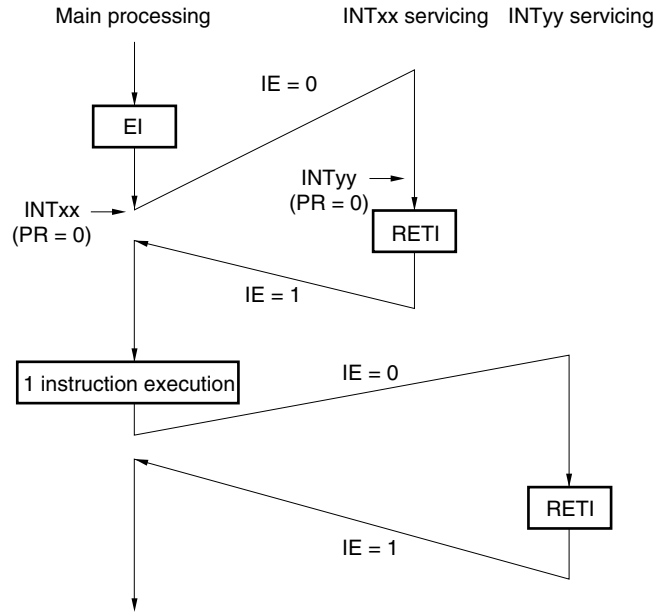 Main processing INTxx servicing INTyy servicing
IE = 0
EI
INTyy
(PR = 0)
INTxx
(PR = 0)
RETI
IE = 1
1 instruction execution
IE = 0
RETI
IE = 1